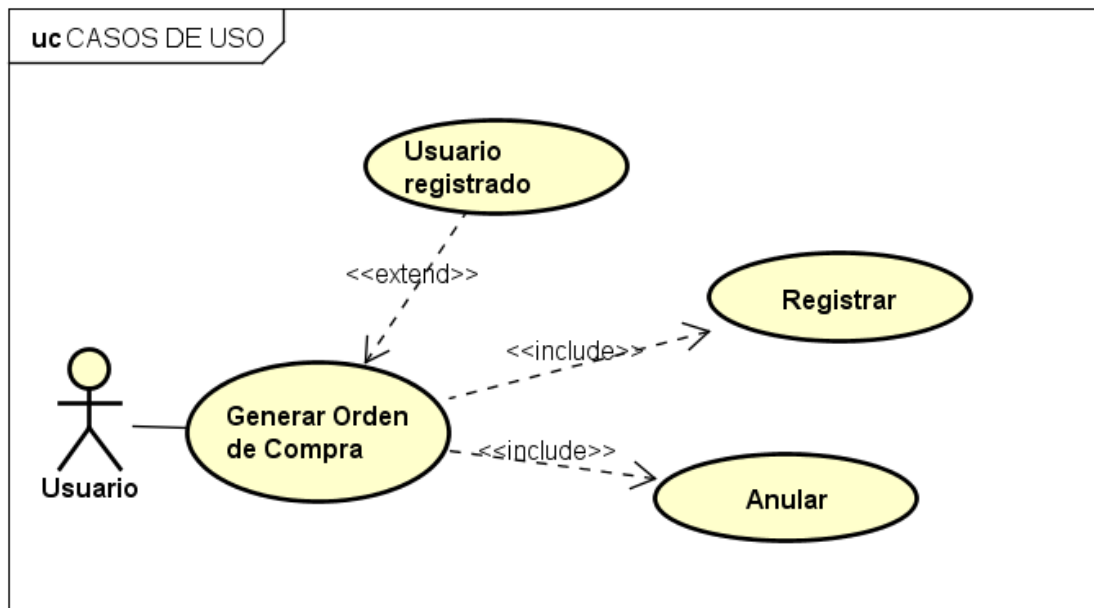 uc CASOS DE USO
Usuario
registrado
<<extend>>
Registrar
<<include>>
Generar Orden
de Compra
<<include>>
Usuario
Anular